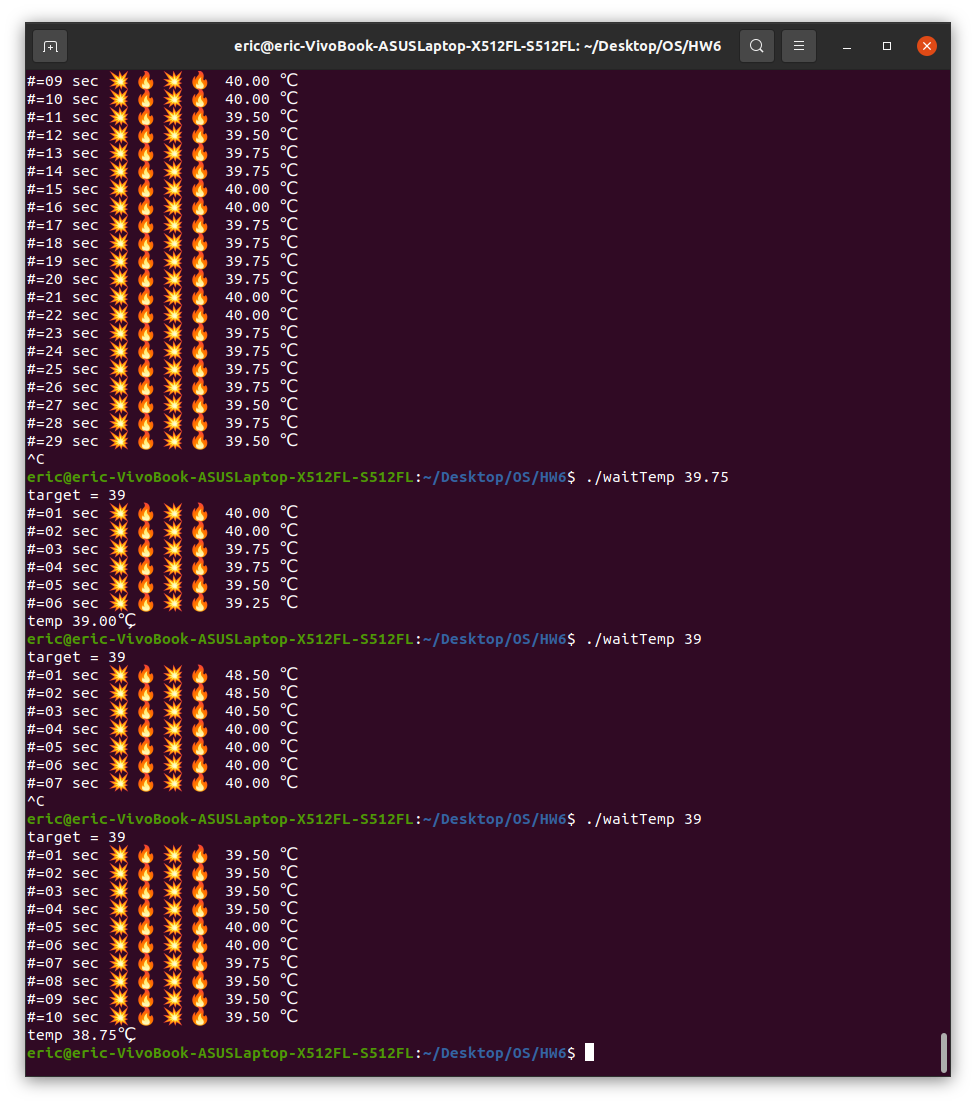 eric@eric-VivoBook-ASUSLaptop-X512FL-S512FL: ~/Desktop/OS/HW6
#=09 sec 💥🔥💥🔥 40.00 ℃
#=10 sec 💥🔥💥🔥 40.00 ℃
#=11 sec 💥🔥💥🔥 39.50 ℃
#=12 sec 💥🔥💥🔥 39.50 ℃
#=13 sec 💥🔥💥🔥 39.75 ℃
#=14 sec 💥🔥💥🔥 39.75 ℃
#=15 sec 💥🔥💥🔥 40.00 ℃
#=16 sec 💥🔥💥🔥 40.00 ℃
#=17 sec 💥🔥💥🔥 39.75 ℃
#=18 sec 💥🔥💥🔥 39.75 ℃
#=19 sec 💥🔥💥🔥 39.75 ℃
#=20 sec 💥🔥💥🔥 39.75 ℃
#=21 sec 💥🔥💥🔥 40.00 ℃
#=22 sec 💥🔥💥🔥 40.00 ℃
#=23 sec 💥🔥💥🔥 39.75 ℃
#=24 sec 💥🔥💥🔥 39.75 ℃
#=25 sec 💥🔥💥🔥 39.75 ℃
#=26 sec 💥🔥💥🔥 39.75 ℃
#=27 sec 💥🔥💥🔥 39.50 ℃
#=28 sec 💥🔥💥🔥 39.75 ℃
#=29 sec 💥🔥💥🔥 39.50 ℃
^C
eric@eric-VivoBook-ASUSLaptop-X512FL-S512FL:~/Desktop/OS/HW6$ ./waitTemp 39.75
target = 39
#=01 sec 💥🔥💥🔥 40.00 ℃
#=02 sec 💥🔥💥🔥 40.00 ℃
#=03 sec 💥🔥💥🔥 39.75 ℃
#=04 sec 💥🔥💥🔥 39.75 ℃
#=05 sec 💥🔥💥🔥 39.50 ℃
#=06 sec 💥🔥💥🔥 39.25 ℃
temp 39.00℃,
eric@eric-VivoBook-ASUSLaptop-X512FL-S512FL:~/Desktop/OS/HW6$ ./waitTemp 39
target = 39
#=01 sec 💥🔥💥🔥 48.50 ℃
#=02 sec 💥🔥💥🔥 48.50 ℃
#=03 sec 💥🔥💥🔥 40.50 ℃
#=04 sec 💥🔥💥🔥 40.00 ℃
#=05 sec 💥🔥💥🔥 40.00 ℃
#=06 sec 💥🔥💥🔥 40.00 ℃
#=07 sec 💥🔥💥🔥 40.00 ℃
^C
eric@eric-VivoBook-ASUSLaptop-X512FL-S512FL:~/Desktop/OS/HW6$ ./waitTemp 39
target = 39
#=01 sec 💥🔥💥🔥 39.50 ℃
#=02 sec 💥🔥💥🔥 39.50 ℃
#=03 sec 💥🔥💥🔥 39.50 ℃
#=04 sec 💥🔥💥🔥 39.50 ℃
#=05 sec 💥🔥💥🔥 40.00 ℃
#=06 sec 💥🔥💥🔥 40.00 ℃
#=07 sec 💥🔥💥🔥 39.75 ℃
#=08 sec 💥🔥💥🔥 39.50 ℃
#=09 sec 💥🔥💥🔥 39.50 ℃
#=10 sec 💥🔥💥🔥 39.50 ℃
temp 38.75℃,
eric@eric-VivoBook-ASUSLaptop-X512FL-S512FL:~/Desktop/OS/HW6$